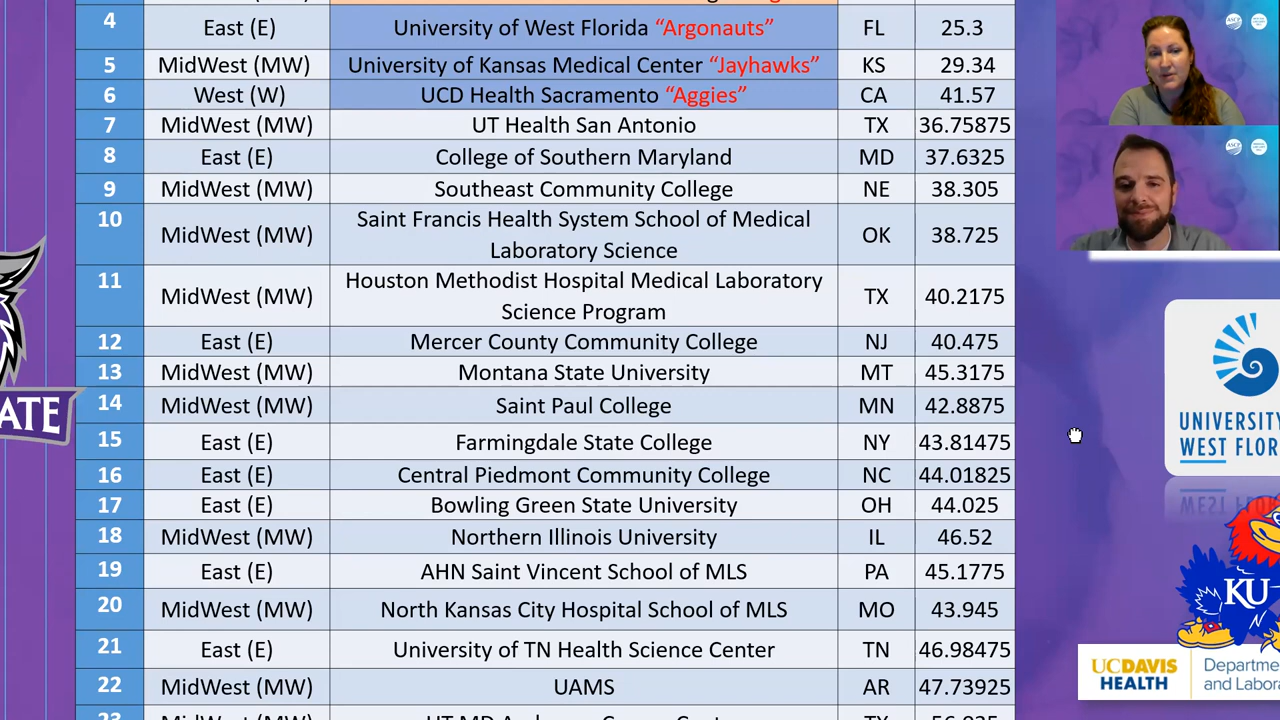 4 East (E) University of West Florida “Argonauts” FL 25.3
5 MidWest (MW) University of Kansas Medical Center “Jayhawks” KS 29.34
6 West (W) UCD Health Sacramento “Aggies” CA 41.57
7 MidWest (MW) UT Health San Antonio TX 36.75875
8 East (E) College of Southern Maryland MD 37.6325
9 MidWest (MW) Southeast Community College NE 38.305
10 MidWest (MW) Saint Francis Health System School of Medical OK 38.725
Laboratory Science
11 MidWest (MW) Houston Methodist Hospital Medical Laboratory TX 40.2175
Science Program
12 East (E) Mercer County Community College NJ 40.475
13 MidWest (MW) Montana State University MT 45.3175
14 MidWest (MW) Saint Paul College MN 42.8875
15 East (E) Farmingdale State College NY 43.81475
16 East (E) Central Piedmont Community College NC 44.01825
17 East (E) Bowling Green State University OH 44.025
18 MidWest (MW) Northern Illinois University IL 46.52
19 East (E) AHN Saint Vincent School of MLS PA 45.1775
20 MidWest (MW) North Kansas City Hospital School of MLS MO 43.945
21 East (E) University of TN Health Science Center TN 46.98475
22 MidWest (MW) UAMS AR 47.73925
ATE
UNIVERSITY
WEST FLOR
KU
UCDAVIS
HEALTH
Departme
and Labora